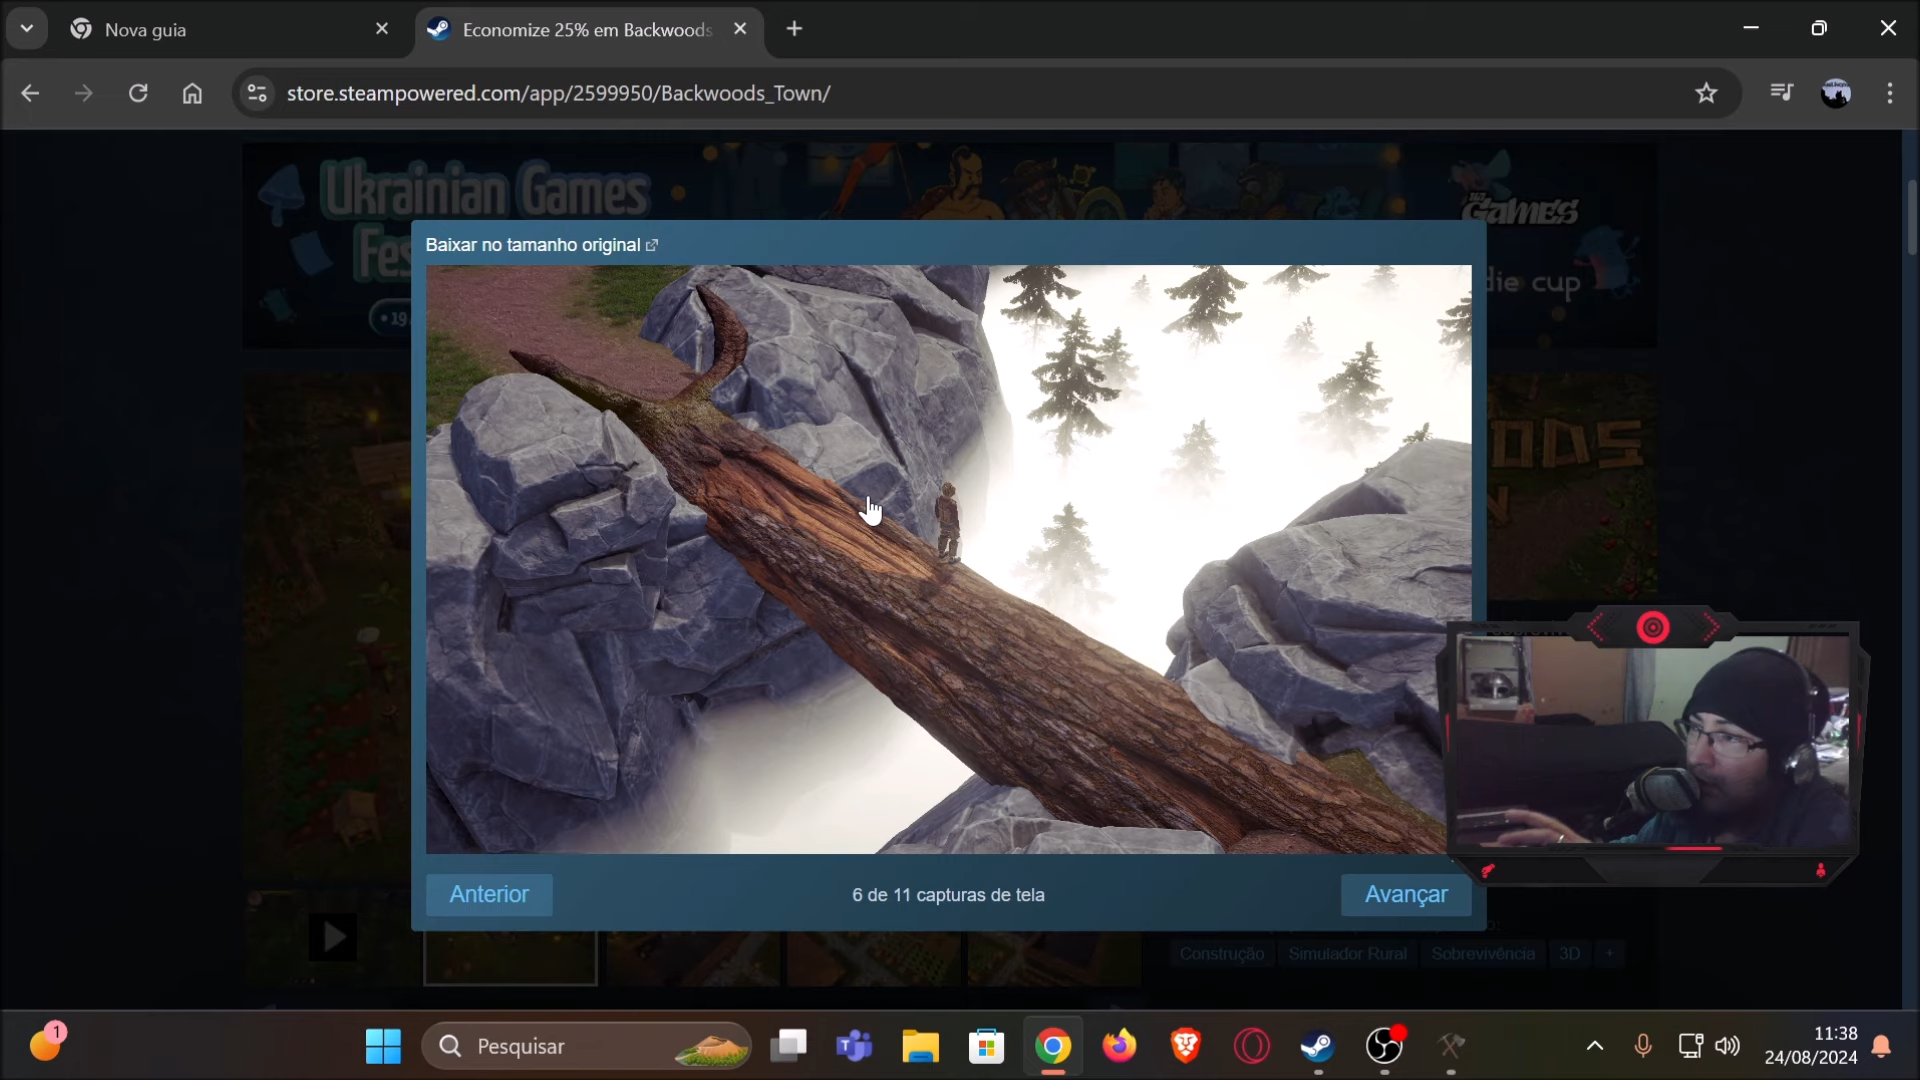 Nova guia
Economize 25% em Backwoods
store.steampowered.com/app/2599950/Backwoods_Town/
Ukrainian Games
Fes
GAMES
die cup
• 19
Baixar no tamanho original
Anterior
6 de 11 capturas de tela
Avançar
Construção
Simulador Rural
Sobrevivência
3D
+
1
Pesquisar
11:38
24/08/2024